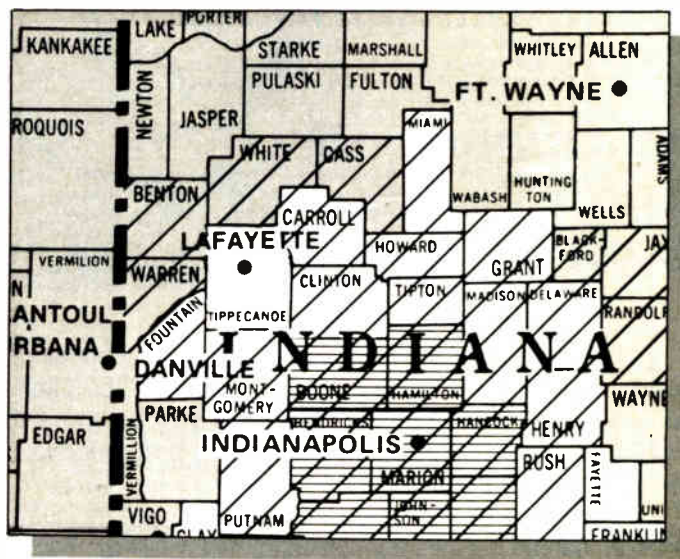 PORTER
LAKE
KANKAKEE
STARKE
MARSHALL
WHITLEY
ALLEN
PULASKI
FULTON
FT. WAYNE
NEWTON
JASPER
ROQUOIS
MIAMI
WHITE
CASS
ADAMS
BENTON
WABASH
HUNTING
TON
WELLS
CARROLL
LAFAYETTE
HOWARD
BLACK-
FORD
JAY
VERMILION
WARREN
GRANT
CLINTON
TIPTON
MADISON
DELAWARE
N
ANTOUL
FOUNTAIN
TIPPECANOE
RANDOLF
RBANA
INDIANA
DANVILLE
MONT-
GOMERY
BOONE
HAMILTON
WAYNE
PARKE
HENDRICKS
HANCOCK
HENRY
EDGAR
INDIANAPOLIS
VERMILLION
MARION
RUSH
FAYETTE
VIGO
CLAY
PUTNAM
JOHN-
SON
UNI
FRANKLIN